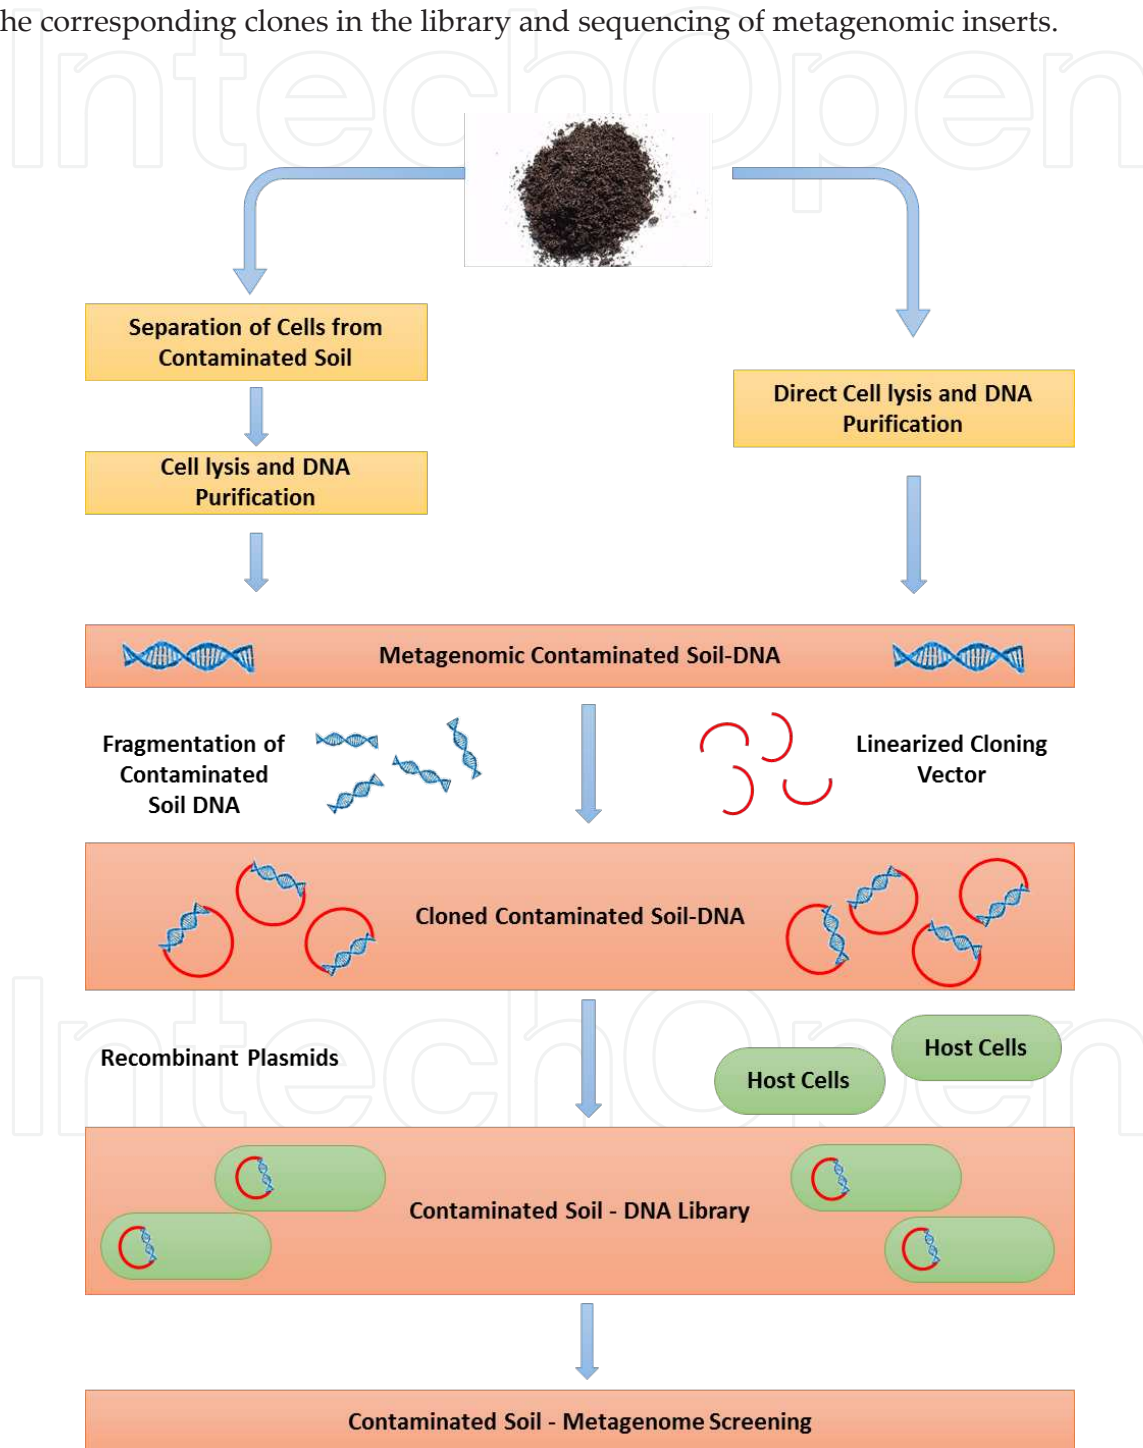 he corresponding clones in the library and sequencing of metagenomic inserts.
IntechOpen
Separation of Cells from
Contaminated Soil
Direct Cell lysis and DNA
Purification
Cell lysis and DNA
Purification
Metagenomic Contaminated Soil-DNA
Fragmentation of
Contaminated
Soil DNA
Linearized Cloning
Vector
Cloned Contaminated Soil-DNA
IntechOpen
Recombinant Plasmids
Host Cells
Host Cells
Contaminated Soil - DNA Library
Contaminated Soil - Metagenome Screening